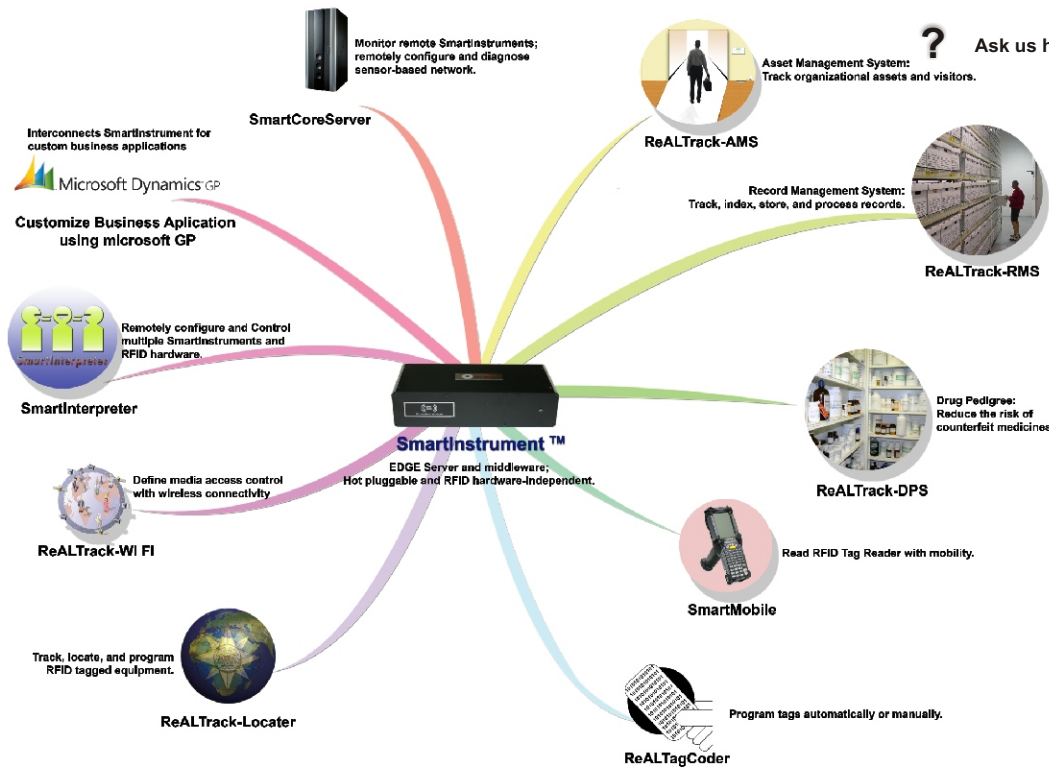 Monitor remote SmartInstruments;
remotely configure and diagnose
sensor-based network.
SmartCoreServer
? Ask us h
Asset Management System:
Track organizational assets and visitors.
ReALTrack-AMS
Interconnects SmartInstrument for
custom business applications
Microsoft Dynamics GP
Customize Business Aplication
using microsoft GP
Record Management System:
Track, index, store, and process records.
ReALTrack-RMS
Remotely configure and Control
multiple SmartInstruments and
RFID hardware.
SmartInterpreter
SmartInterpreter
SmartInstrument ™
EDGE Server and middleware;
Hot pluggable and RFID hardware-independent.
Drug Pedigree:
Reduce the risk of
counterfeit medicines
ReALTrack-DPS
Define media access control
with wireless connectivity
ReALTrack-WI FI
Read RFID Tag Reader with mobility.
SmartMobile
Track, locate, and program
RFID tagged equipment.
ReALTrack-Locater
Program tags automatically or manually.
ReALTagCoder